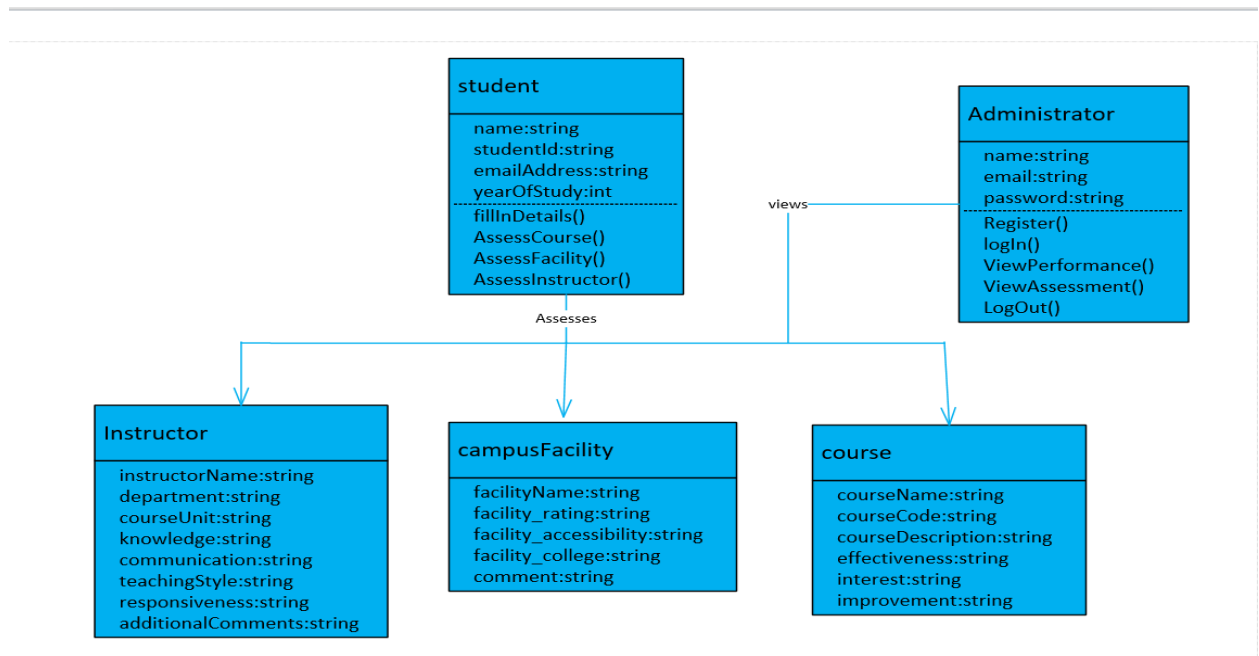 student
name:string
studentId:string
emailAddress:string
yearOfStudy:int
fillInDetails()
AssessCourse()
AssessFacility()
AssessInstructor()
Administrator
name:string
email:string
password:string
Register()
logIn()
ViewPerformance()
ViewAssessment()
LogOut()
views
Assesses
Instructor
instructorName:string
department:string
courseUnit:string
knowledge:string
communication:string
teachingStyle:string
responsiveness:string
additionalComments:string
campusFacility
facilityName:string
facility_rating:string
facility_accessibility:string
facility_college:string
comment:string
course
courseName:string
courseCode:string
courseDescription:string
effectiveness:string
interest:string
improvement:string